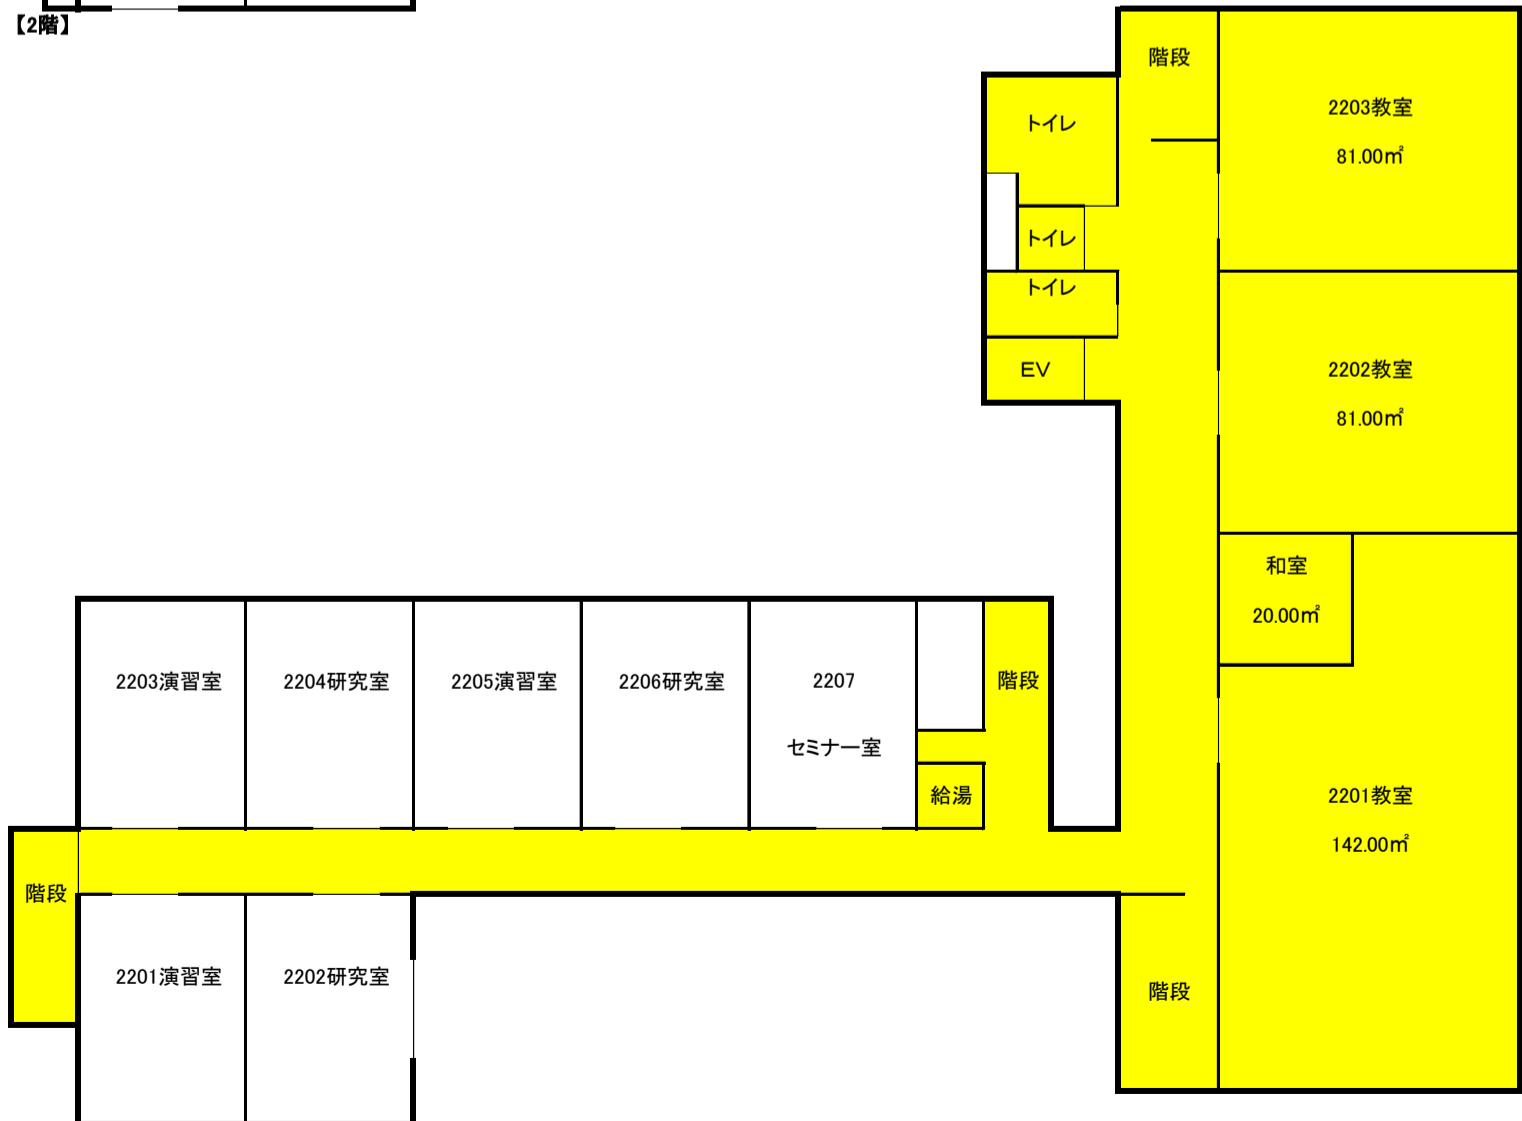 【2階】
階段
2203教室
81.00㎡
トイレ
トイレ
トイレ
EV
2202教室
81.00㎡
和室
20.00㎡
2203演習室
2204研究室
2205演習室
2206研究室
2207
セミナー室
階段
給湯
2201教室
142.00㎡
階段
2201演習室
2202研究室
階段